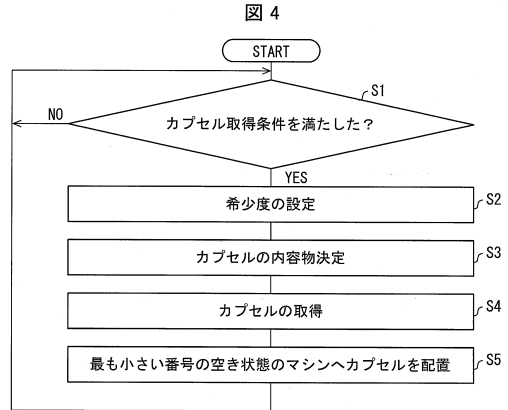 図 4
START
S1
カプセル取得条件を満たした?
NO
YES
希少度の設定
S2
カプセルの内容物決定
S3
カプセルの取得
S4
最も小さい番号の空き状態のマシンへカプセルを配置
S5